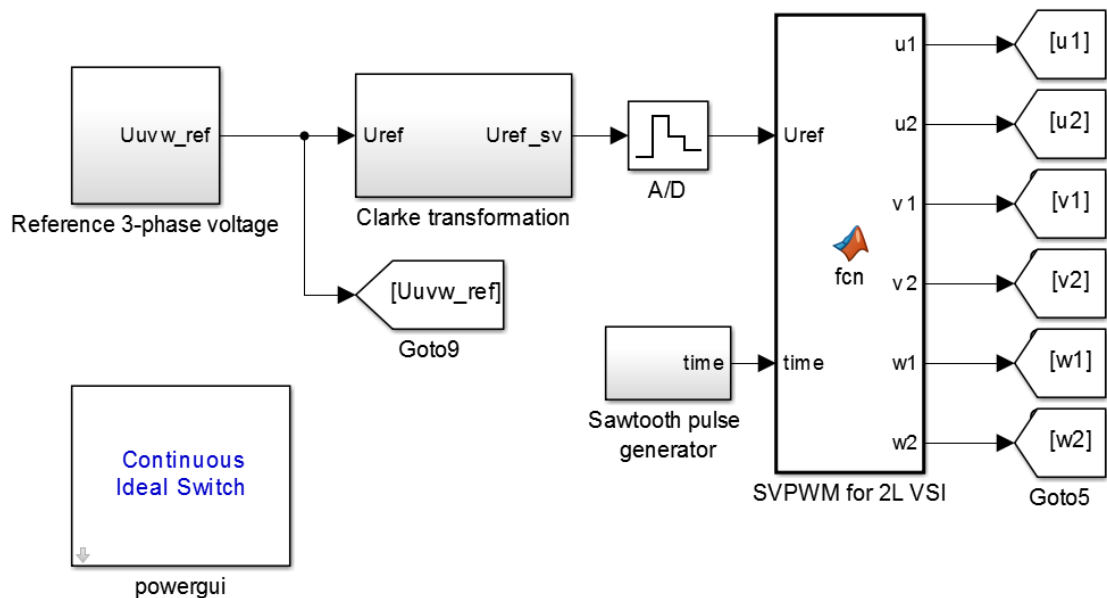 Uuvw_ref
Reference 3-phase voltage
Uref
Uref_sv
Clarke transformation
A/D
[Uuvw_ref]
Goto9
time
Sawtooth pulse
generator
Uref
time
fcn
u1
u2
v1
v2
w1
w2
SVPWM for 2L VSI
[u1]
[u2]
[v1]
[v2]
[w1]
[w2]
Goto5
Continuous
Ideal Switch
powergui